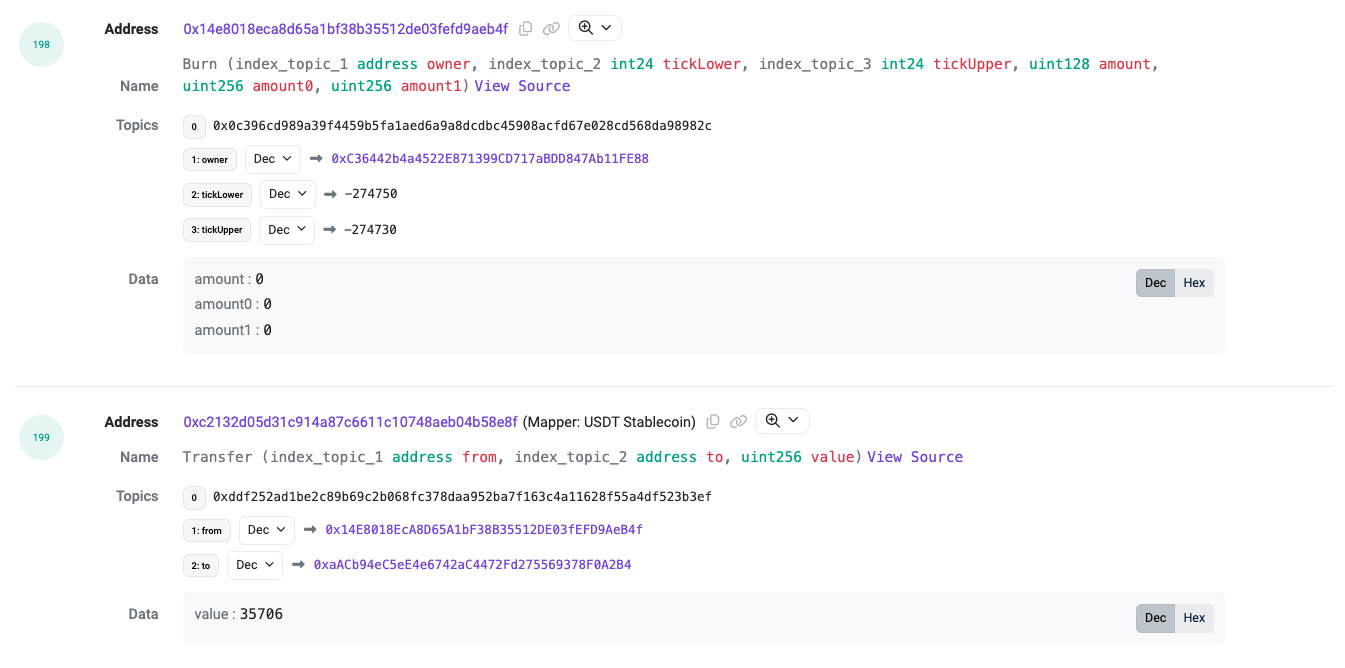 198
Address 0x14e8018eca8d65a1bf38b35512de03fefd9aeb4f
Burn (index_topic_1 address owner, index_topic_2 int24 tickLower, index_topic_3 int24 tickUpper, uint128 amount,
Name uint256 amount0, uint256 amount1) View Source
Topics 0 0x0c396cd989a39f4459b5fa1aed6a9a8dcdbc45908acfd67e028cd568da98982c
1: owner Dec ➞ 0xC36442b4a4522E871399CD717aBDD847Ab11FE88
2: tickLower Dec ➞ -274750
3: tickUpper Dec ➞ -274730
Data amount : 0 Dec Hex
amount0 : 0
amount1 : 0
199
Address 0xc2132d05d31c914a87c6611c10748aeb04b58e8f (Mapper: USDT Stablecoin)
Name Transfer (index_topic_1 address from, index_topic_2 address to, uint256 value) View Source
Topics 0 0xddf252ad1be2c89b69c2b068fc378daa952ba7f163c4a11628f55a4df523b3ef
1: from Dec ➞ 0x14E8018EcA8D65A1bF38B35512DE03fEFD9AeB4f
2: to Dec ➞ 0xaACb94eC5eE4e6742aC4472Fd275569378F0A2B4
Data value : 35706 Dec Hex